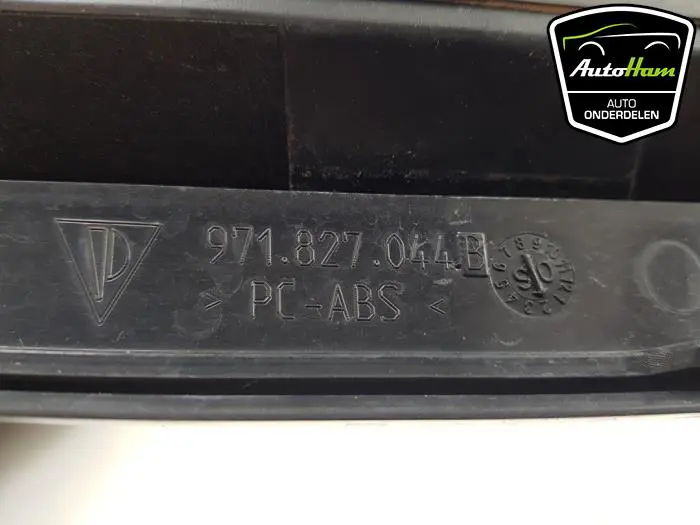 AutoHam
AUTO
ONDERDELEN
971.827.044.B
> PC-ABS <